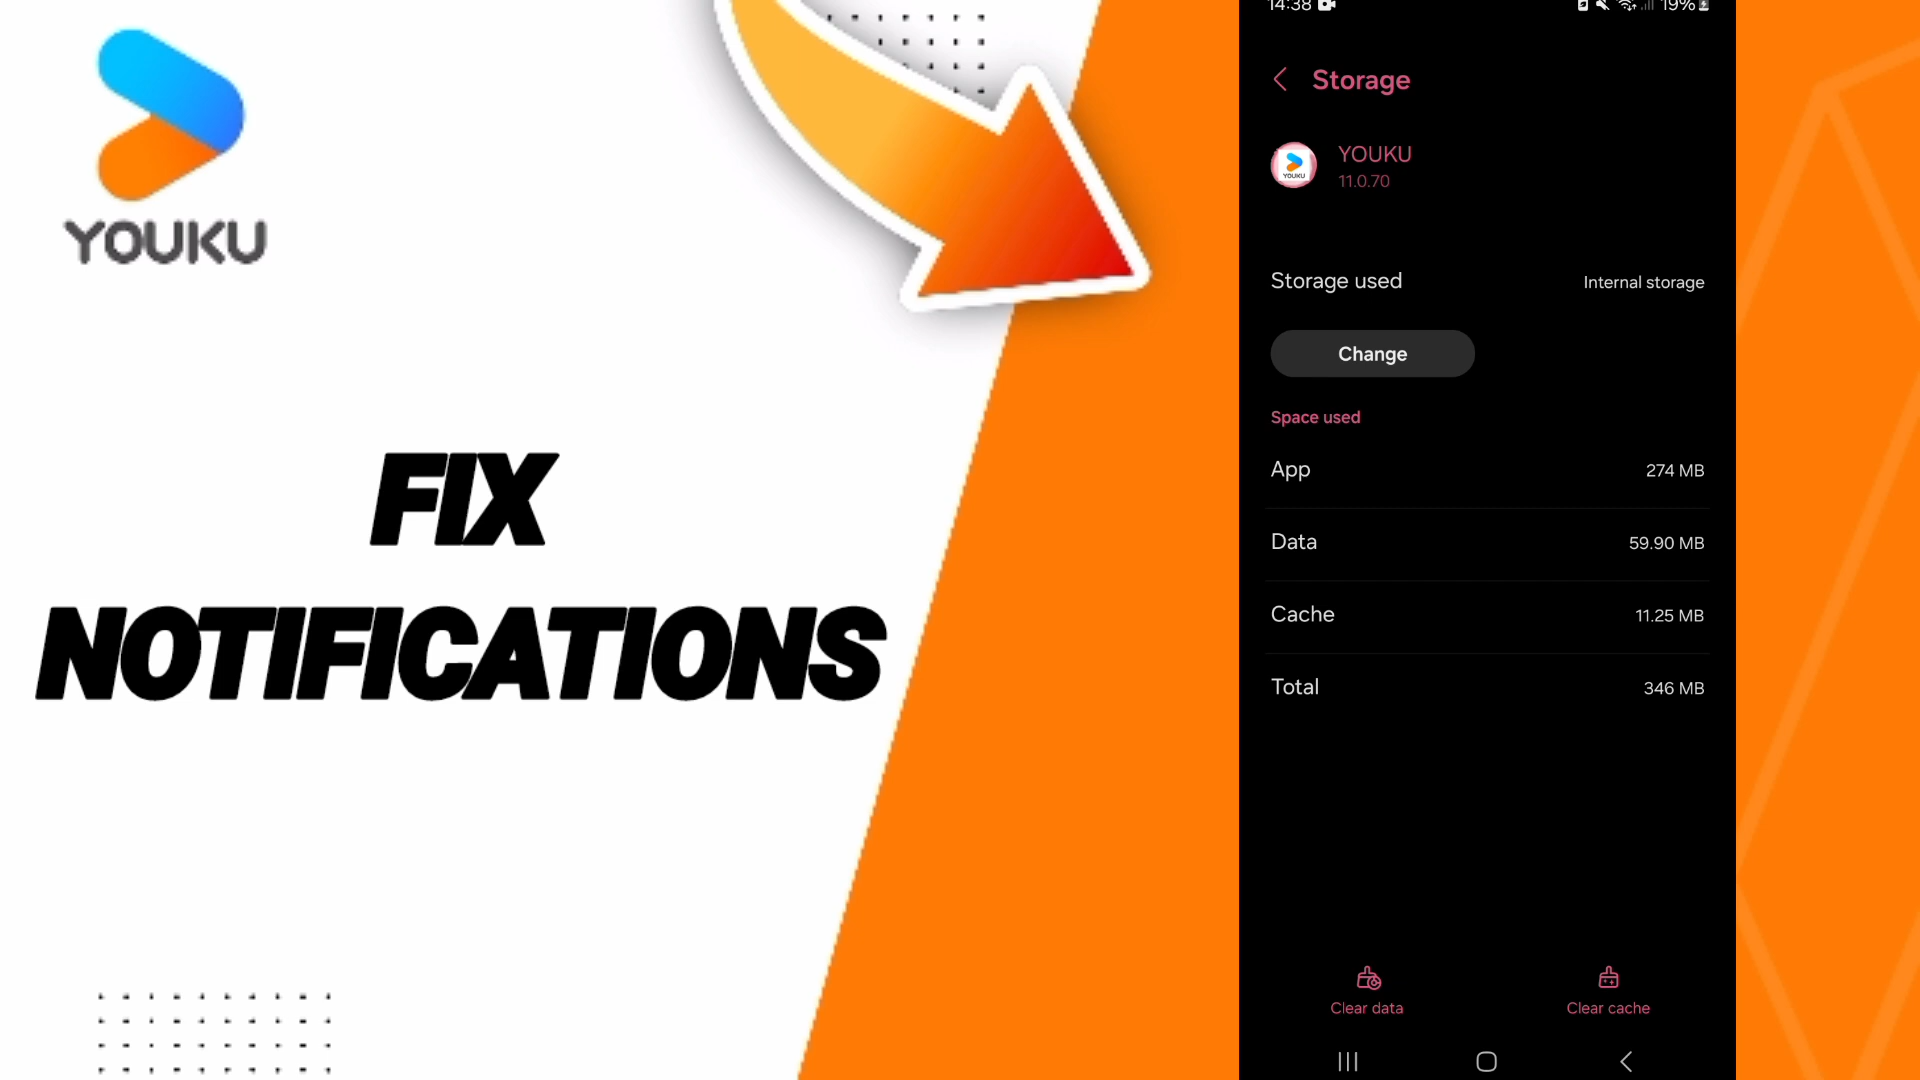 YOUKU
FIX
NOTIFICATIONS
14:38 19%
Storage
YOUKU
YOUKU
11.0.70
Storage used Internal storage
Change
Space used
App 274 MB
Data 59.90 MB
Cache 11.25 MB
Total 346 MB
Clear data Clear cache